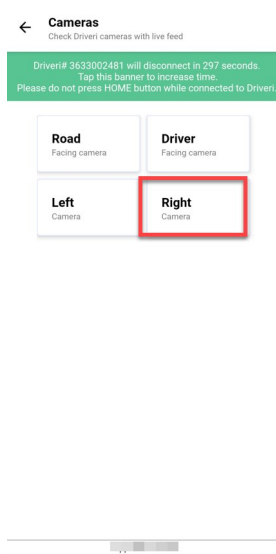 Cameras
Check Driveri cameras with live feed
Driveri# 3633002481 will disconnect in 297 seconds.
Tap this banner to increase time.
Please do not press HOME button while connected to Driveri.
Road
Facing camera
Driver
Facing camera
Left
Camera
Right
Camera